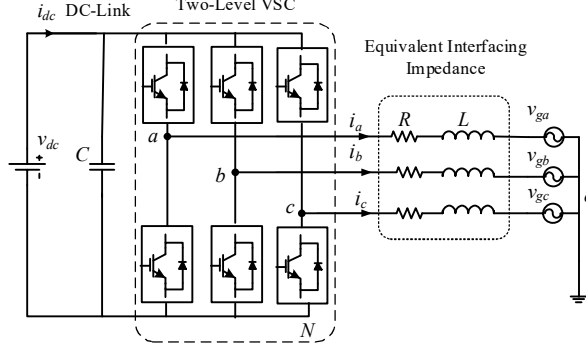 i_dc DC-Link
Two-Level VSC
Equivalent Interfacing
Impedance
v_dc
+
-
C
a
b
c
N
i_a
i_b
i_c
R
L
v_ga
v_gb
v_gc